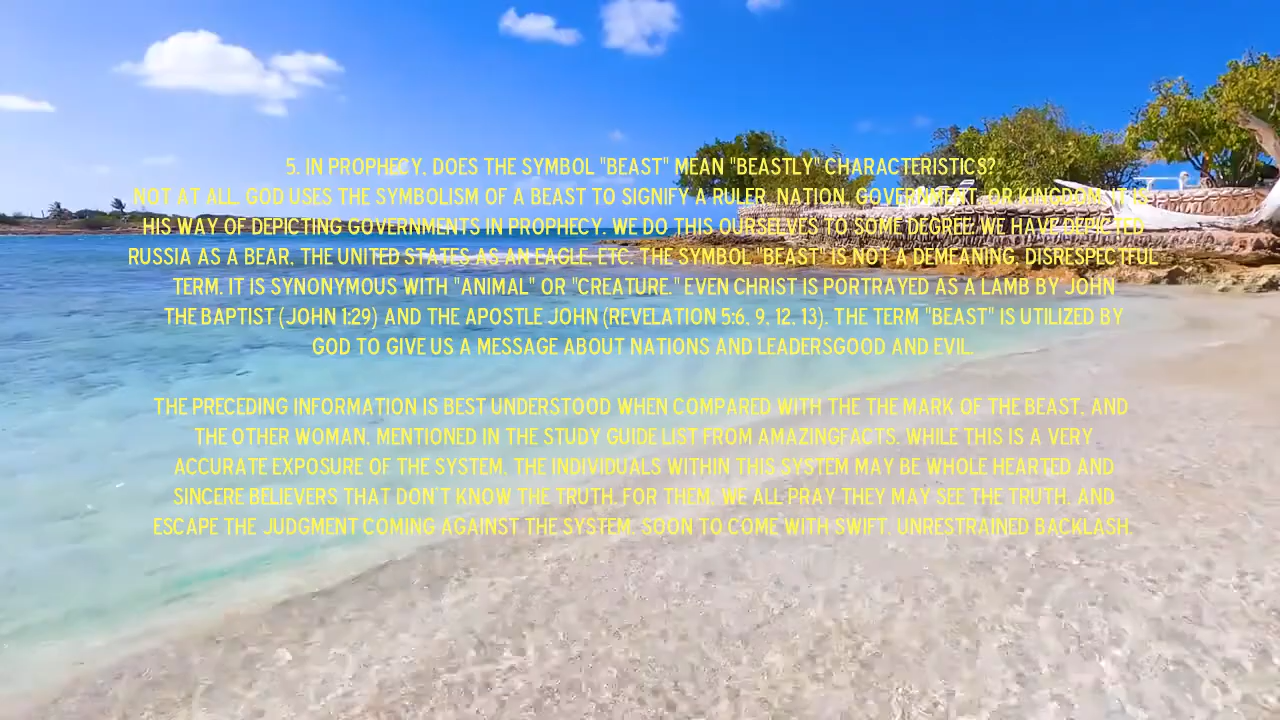 5. IN PROPHECY, DOES THE SYMBOL "BEAST" MEAN "BEASTLY" CHARACTERISTICS?
NOT AT ALL. GOD USES THE SYMBOLISM OF A BEAST TO SIGNIFY A RULER, NATION, GOVERNMENT, OR KINGDOM. IT IS
HIS WAY OF DEPICTING GOVERNMENTS IN PROPHECY. WE DO THIS OURSELVES TO SOME DEGREE: WE HAVE DEPICTED
RUSSIA AS A BEAR, THE UNITED STATES AS AN EAGLE, ETC. THE SYMBOL "BEAST" IS NOT A DEMEANING, DISRESPECTFUL
TERM. IT IS SYNONYMOUS WITH "ANIMAL" OR "CREATURE." EVEN CHRIST IS PORTRAYED AS A LAMB BY JOHN
THE BAPTIST (JOHN 1:29) AND THE APOSTLE JOHN (REVELATION 5:6, 9, 12, 13). THE TERM "BEAST" IS UTILIZED BY
GOD TO GIVE US A MESSAGE ABOUT NATIONS AND LEADERSGOOD AND EVIL.
THE PRECEDING INFORMATION IS BEST UNDERSTOOD WHEN COMPARED WITH THE THE MARK OF THE BEAST, AND
THE OTHER WOMAN, MENTIONED IN THE STUDY GUIDE LIST FROM AMAZINGFACTS. WHILE THIS IS A VERY
ACCURATE EXPOSURE OF THE SYSTEM, THE INDIVIDUALS WITHIN THIS SYSTEM MAY BE WHOLE HEARTED AND
SINCERE BELIEVERS THAT DON'T KNOW THE TRUTH. FOR THEM, WE ALL PRAY THEY MAY SEE THE TRUTH, AND
ESCAPE THE JUDGMENT COMING AGAINST THE SYSTEM, SOON TO COME WITH SWIFT, UNRESTRAINED BACKLASH.